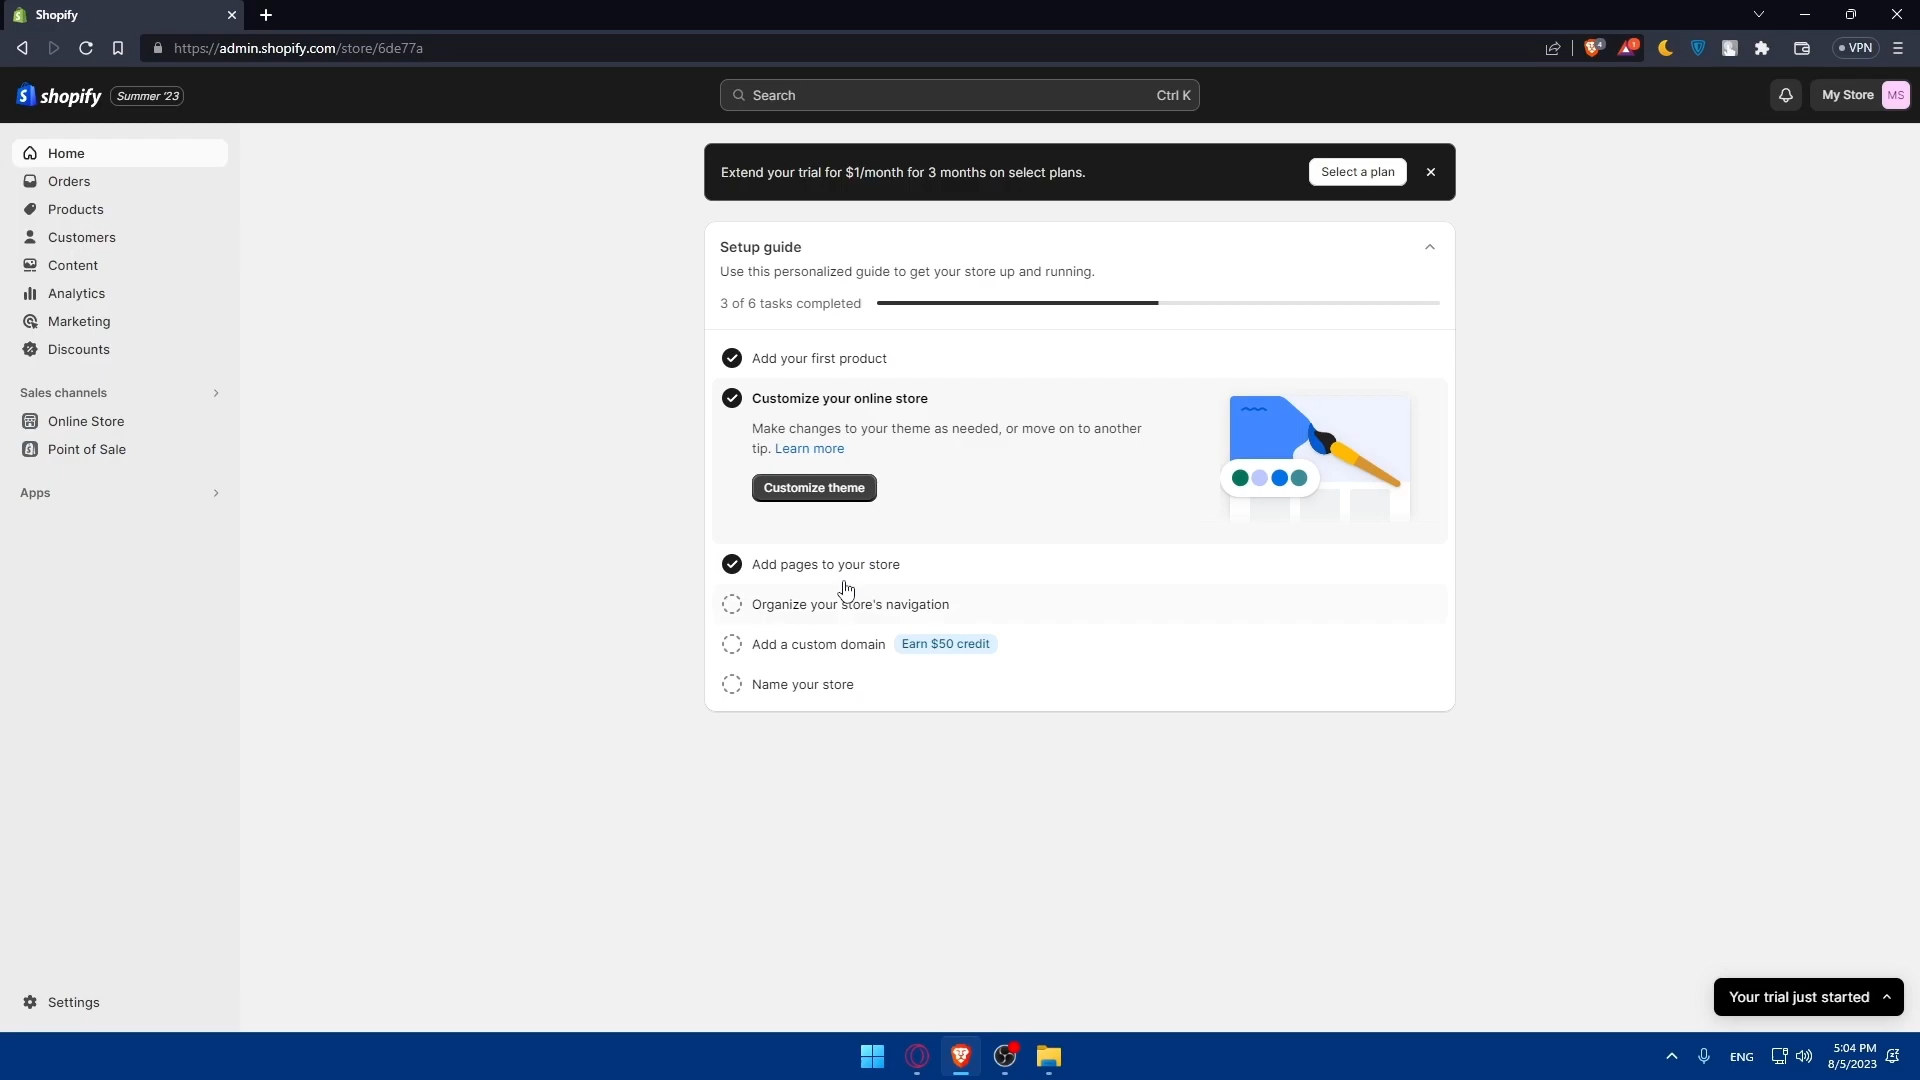 Shopify
https://admin.shopify.com/store/6de77a
4
1
VPN
shopify
Summer '23
Search
Ctrl K
My Store
MS
Home
Orders
Products
Customers
Content
Analytics
Marketing
Discounts
Sales channels
Online Store
Point of Sale
Apps
Settings
Extend your trial for $1/month for 3 months on select plans.
Select a plan
Setup guide
Use this personalized guide to get your store up and running.
3 of 6 tasks completed
Add your first product
Customize your online store
Make changes to your theme as needed, or move on to another
tip. Learn more
Customize theme
Add pages to your store
Organize your store's navigation
Add a custom domain
Earn $50 credit
Name your store
Your trial just started
ENG
5:04 PM
8/5/2023